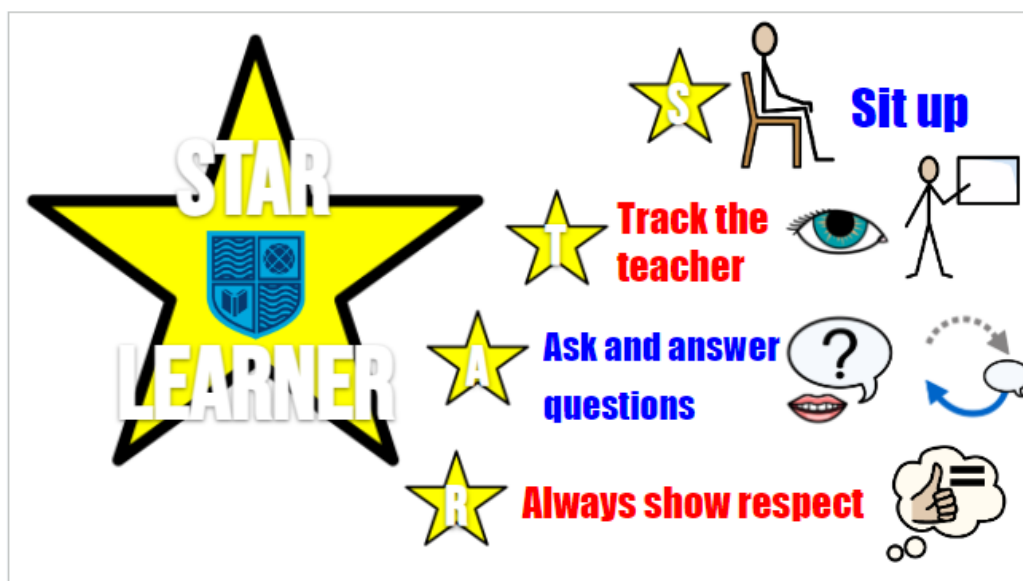 STAR
LEARNER
S
Sit up
T
Track the
teacher
A
Ask and answer
questions
?
R
Always show respect
=